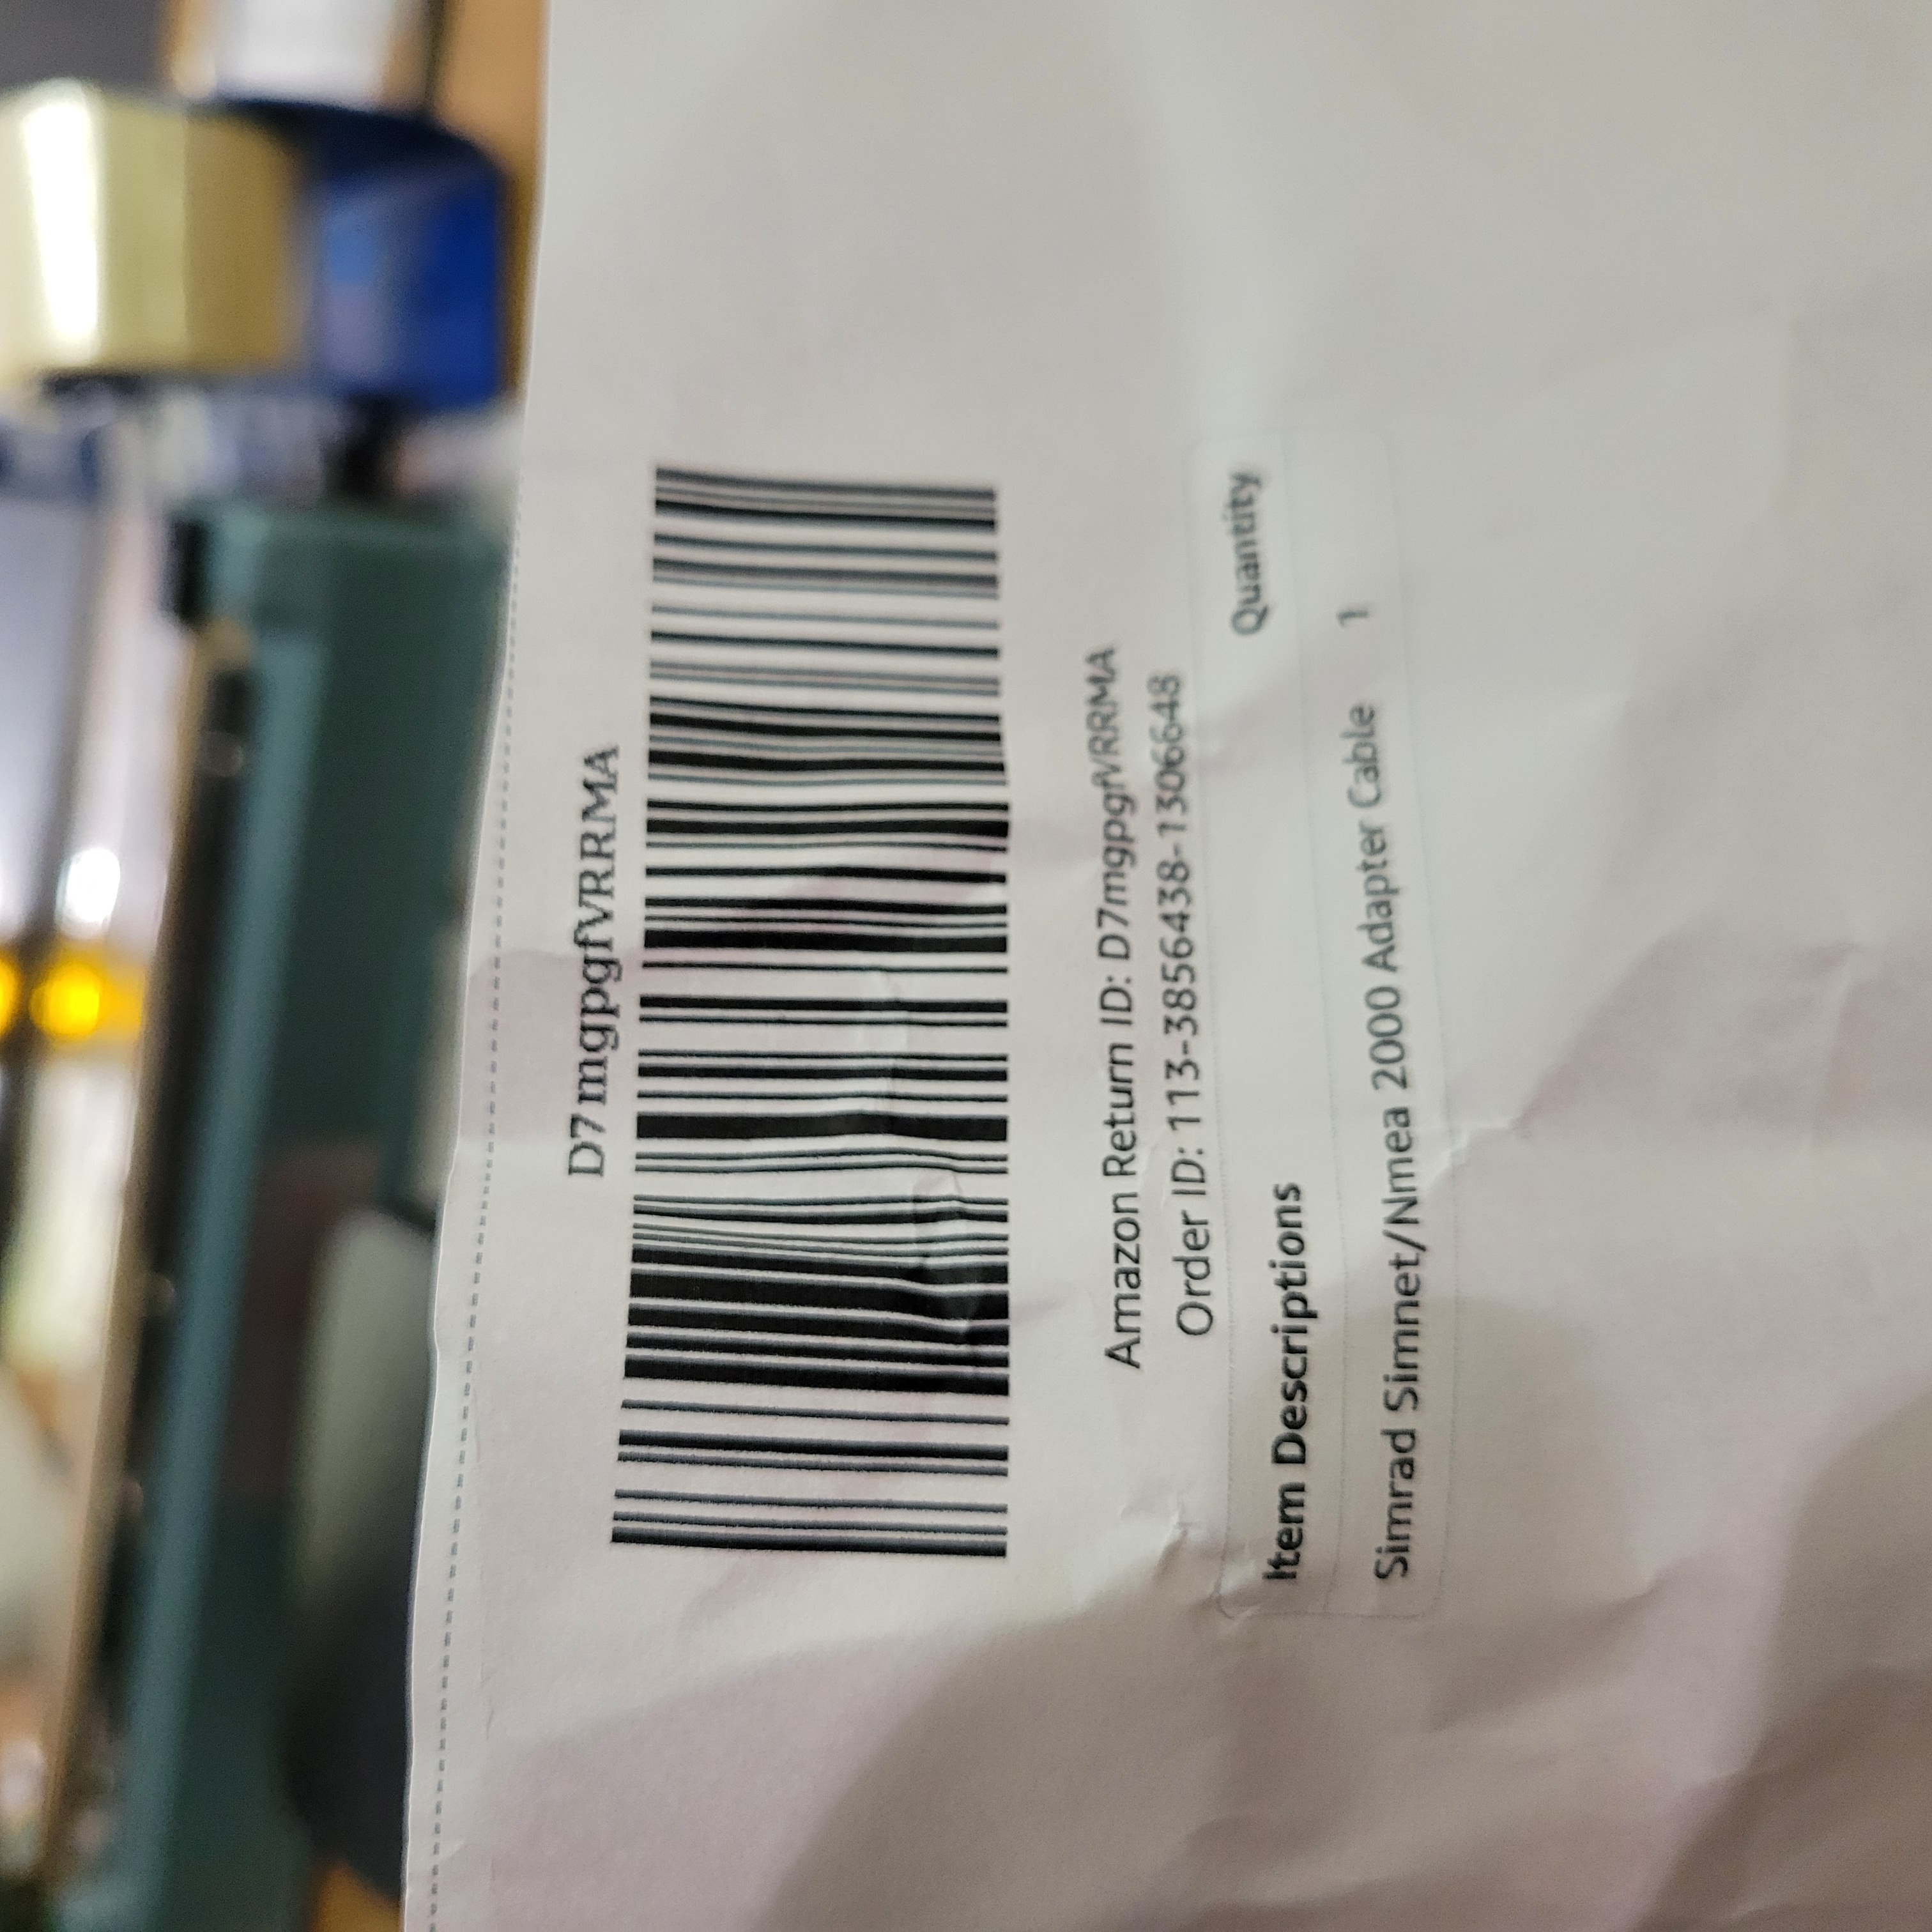 D7mgpgfVRRMA
Amazon Return ID: D7mgpgfVRRMA
Order ID: 113-3856438-1306648
Item Descriptions Quantity
Simrad Simnet/Nmea 2000 Adapter Cable 1